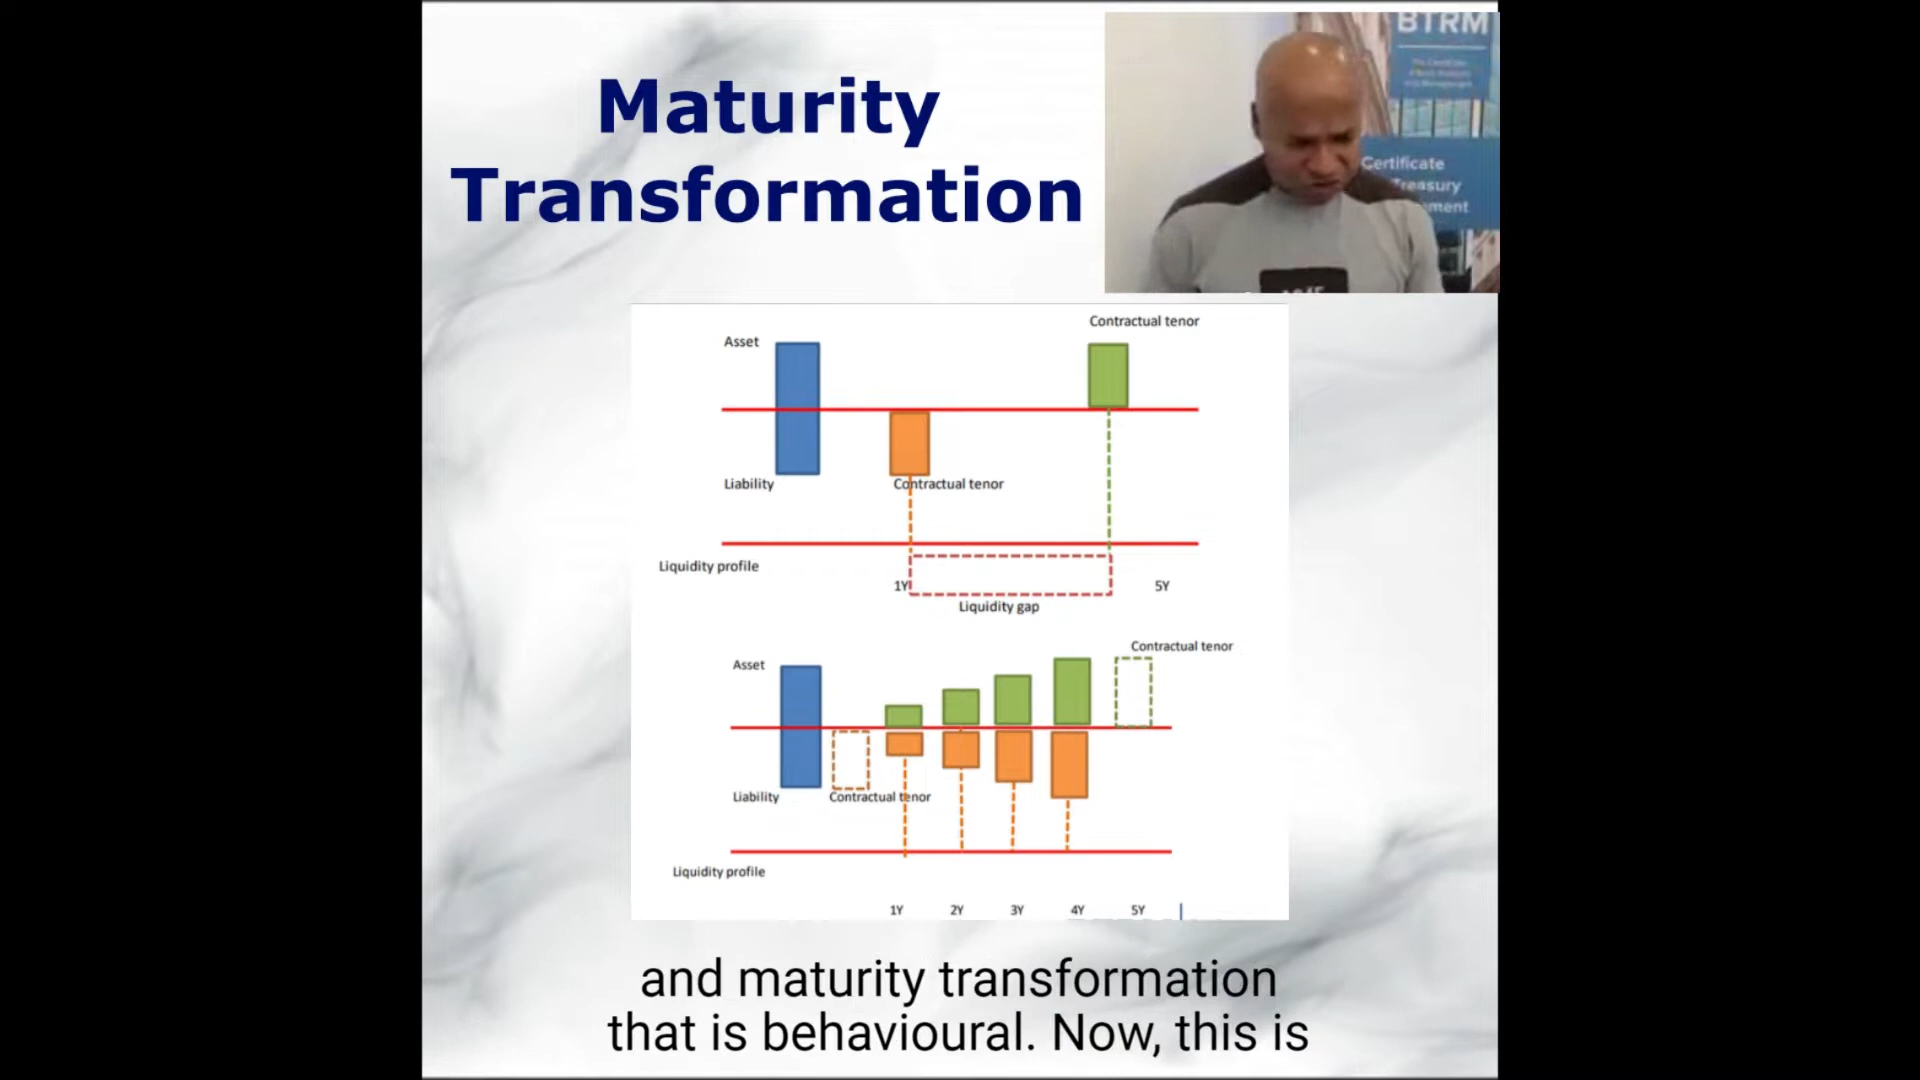 Maturity
Transformation
BTRM
Certificate
Treasury
Contractual tenor
Asset
Liability
Contractual tenor
Liquidity profile
1Y
5Y
Liquidity gap
Contractual tenor
Asset
Liability
Contractual tenor
Liquidity profile
1Y 2Y 3Y 4Y 5Y
and maturity transformation
that is behavioural. Now, this is